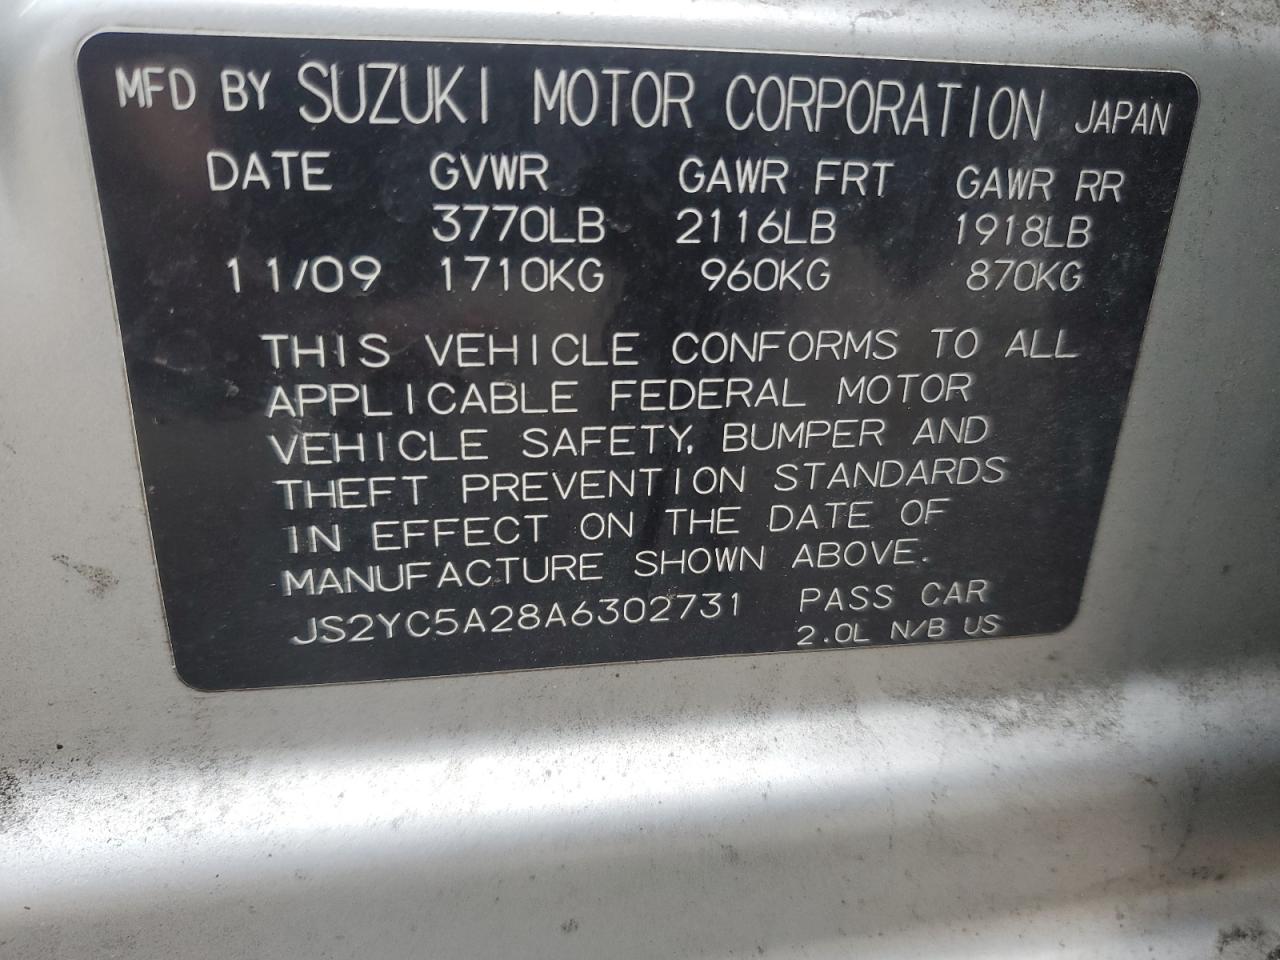 MFD BY SUZUKI MOTOR CORPORATION JAPAN
DATE GVWR GAWR FRT GAWR RR
3770LB 2116LB 1918LB
11/09 1710KG 960KG 870KG
THIS VEHICLE CONFORMS TO ALL
APPLICABLE FEDERAL MOTOR
VEHICLE SAFETY, BUMPER AND
THEFT PREVENTION STANDARDS
IN EFFECT ON THE DATE OF
MANUFACTURE SHOWN ABOVE.
JS2YC5A28A6302731 PASS CAR
2.0L N/B US